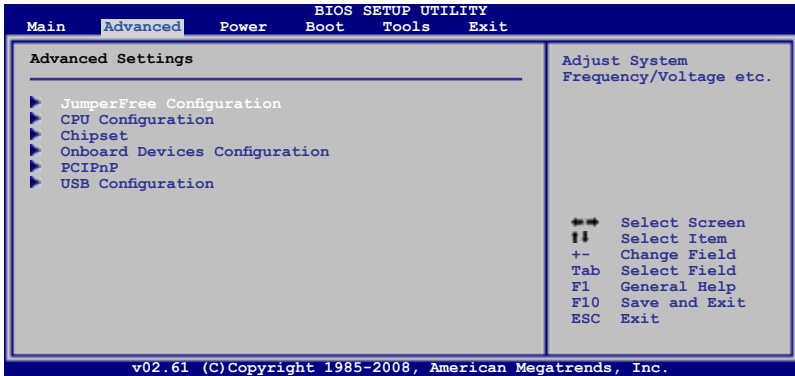 BIOS SETUP UTILITY
Main Advanced Power Boot Tools Exit
Advanced Settings
JumperFree Configuration
CPU Configuration
Chipset
Onboard Devices Configuration
PCIPnP
USB Configuration
Adjust System
Frequency/Voltage etc.
←→ Select Screen
↑↓ Select Item
+- Change Field
Tab Select Field
F1 General Help
F10 Save and Exit
ESC Exit
v02.61 (C)Copyright 1985-2008, American Megatrends, Inc.